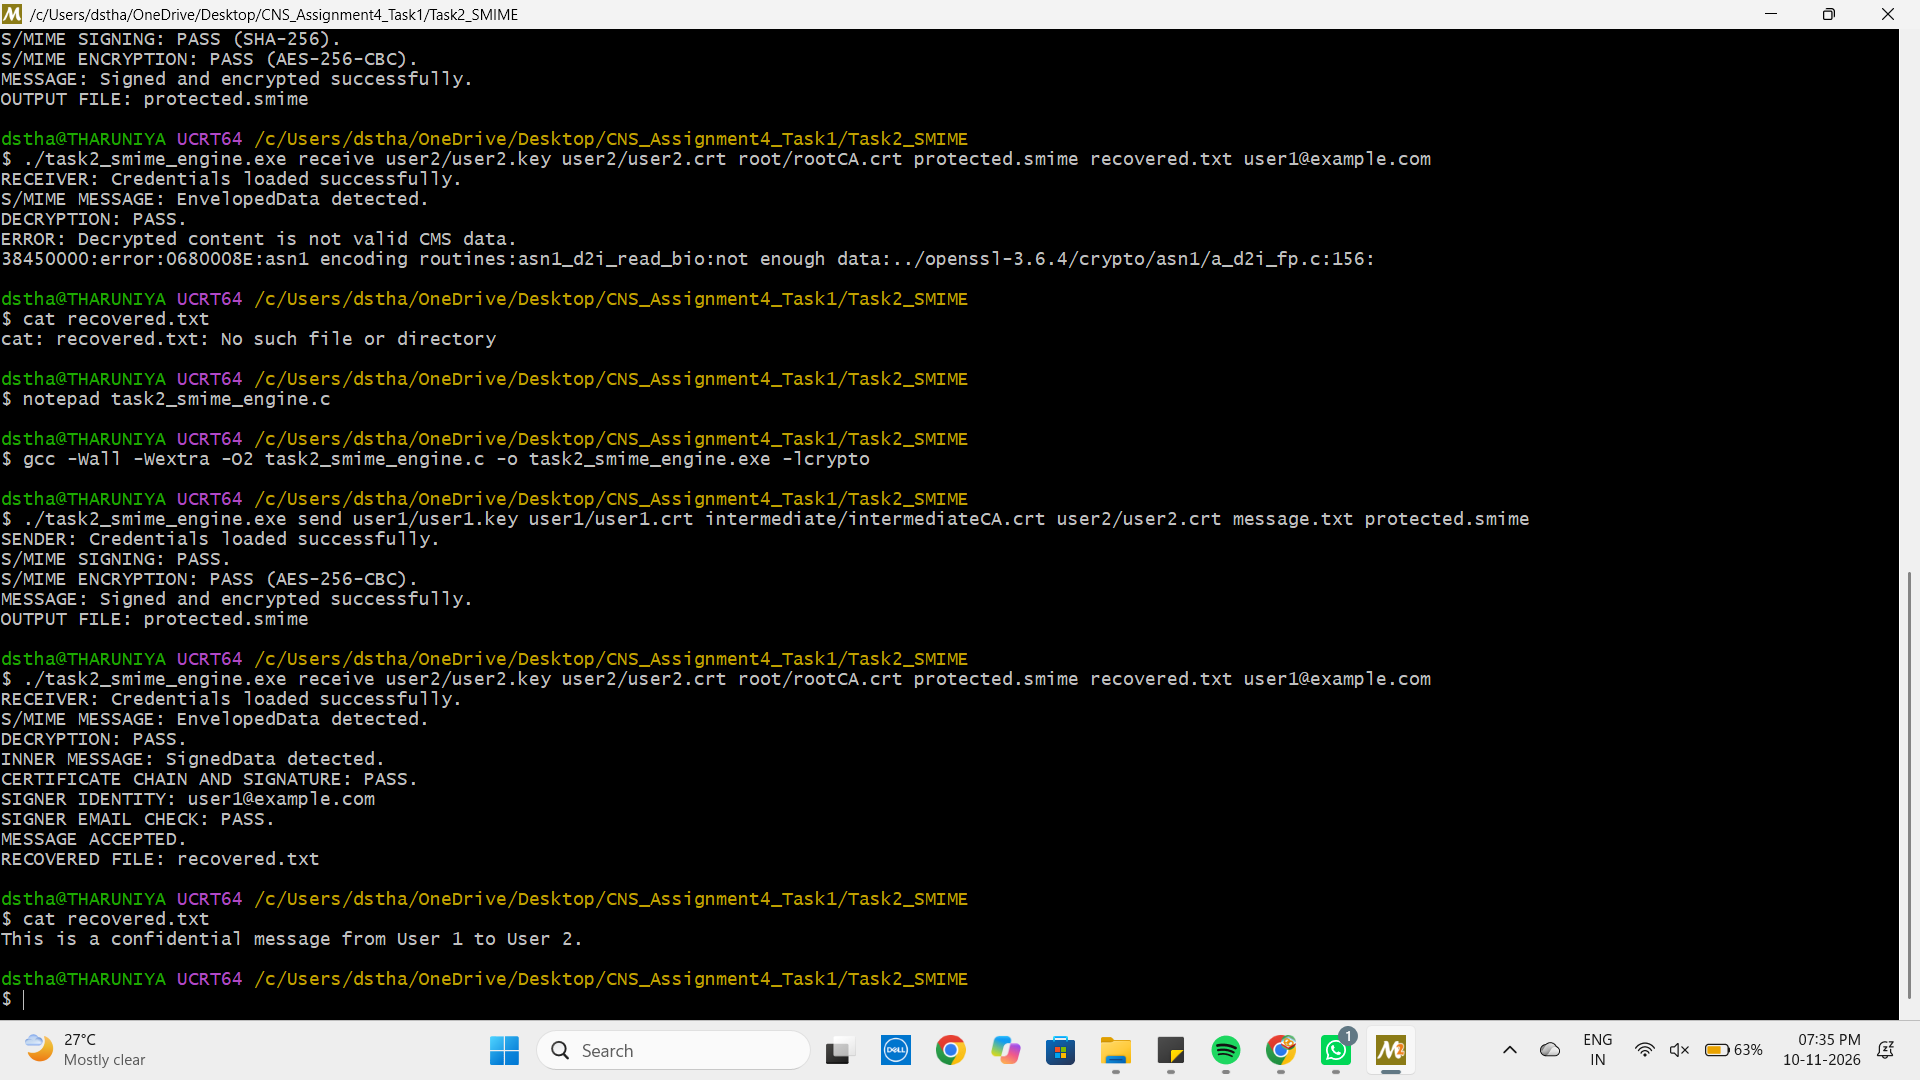 /c/Users/dstha/OneDrive/Desktop/CNS_Assignment4_Task1/Task2_SMIME
S/MIME SIGNING: PASS (SHA-256).
S/MIME ENCRYPTION: PASS (AES-256-CBC).
MESSAGE: Signed and encrypted successfully.
OUTPUT FILE: protected.smime
dstha@THARUNIYA UCRT64 /c/Users/dstha/OneDrive/Desktop/CNS_Assignment4_Task1/Task2_SMIME
$ ./task2_smime_engine.exe receive user2/user2.key user2/user2.crt root/rootCA.crt protected.smime recovered.txt user1@example.com
RECEIVER: Credentials loaded successfully.
S/MIME MESSAGE: EnvelopedData detected.
DECRYPTION: PASS.
ERROR: Decrypted content is not valid CMS data.
38450000:error:0680008E:asn1 encoding routines:asn1_d2i_read_bio:not enough data:../openssl-3.6.4/crypto/asn1/a_d2i_fp.c:156:
dstha@THARUNIYA UCRT64 /c/Users/dstha/OneDrive/Desktop/CNS_Assignment4_Task1/Task2_SMIME
$ cat recovered.txt
cat: recovered.txt: No such file or directory
dstha@THARUNIYA UCRT64 /c/Users/dstha/OneDrive/Desktop/CNS_Assignment4_Task1/Task2_SMIME
$ notepad task2_smime_engine.c
dstha@THARUNIYA UCRT64 /c/Users/dstha/OneDrive/Desktop/CNS_Assignment4_Task1/Task2_SMIME
$ gcc -Wall -Wextra -O2 task2_smime_engine.c -o task2_smime_engine.exe -lcrypto
dstha@THARUNIYA UCRT64 /c/Users/dstha/OneDrive/Desktop/CNS_Assignment4_Task1/Task2_SMIME
$ ./task2_smime_engine.exe send user1/user1.key user1/user1.crt intermediate/intermediateCA.crt user2/user2.crt message.txt protected.smime
SENDER: Credentials loaded successfully.
S/MIME SIGNING: PASS.
S/MIME ENCRYPTION: PASS (AES-256-CBC).
MESSAGE: Signed and encrypted successfully.
OUTPUT FILE: protected.smime
dstha@THARUNIYA UCRT64 /c/Users/dstha/OneDrive/Desktop/CNS_Assignment4_Task1/Task2_SMIME
$ ./task2_smime_engine.exe receive user2/user2.key user2/user2.crt root/rootCA.crt protected.smime recovered.txt user1@example.com
RECEIVER: Credentials loaded successfully.
S/MIME MESSAGE: EnvelopedData detected.
DECRYPTION: PASS.
INNER MESSAGE: SignedData detected.
CERTIFICATE CHAIN AND SIGNATURE: PASS.
SIGNER IDENTITY: user1@example.com
SIGNER EMAIL CHECK: PASS.
MESSAGE ACCEPTED.
RECOVERED FILE: recovered.txt
dstha@THARUNIYA UCRT64 /c/Users/dstha/OneDrive/Desktop/CNS_Assignment4_Task1/Task2_SMIME
$ cat recovered.txt
This is a confidential message from User 1 to User 2.
dstha@THARUNIYA UCRT64 /c/Users/dstha/OneDrive/Desktop/CNS_Assignment4_Task1/Task2_SMIME
$
27°C
Mostly clear
Search
DELL
1
ENG
IN
63%
07:35 PM
10-11-2026